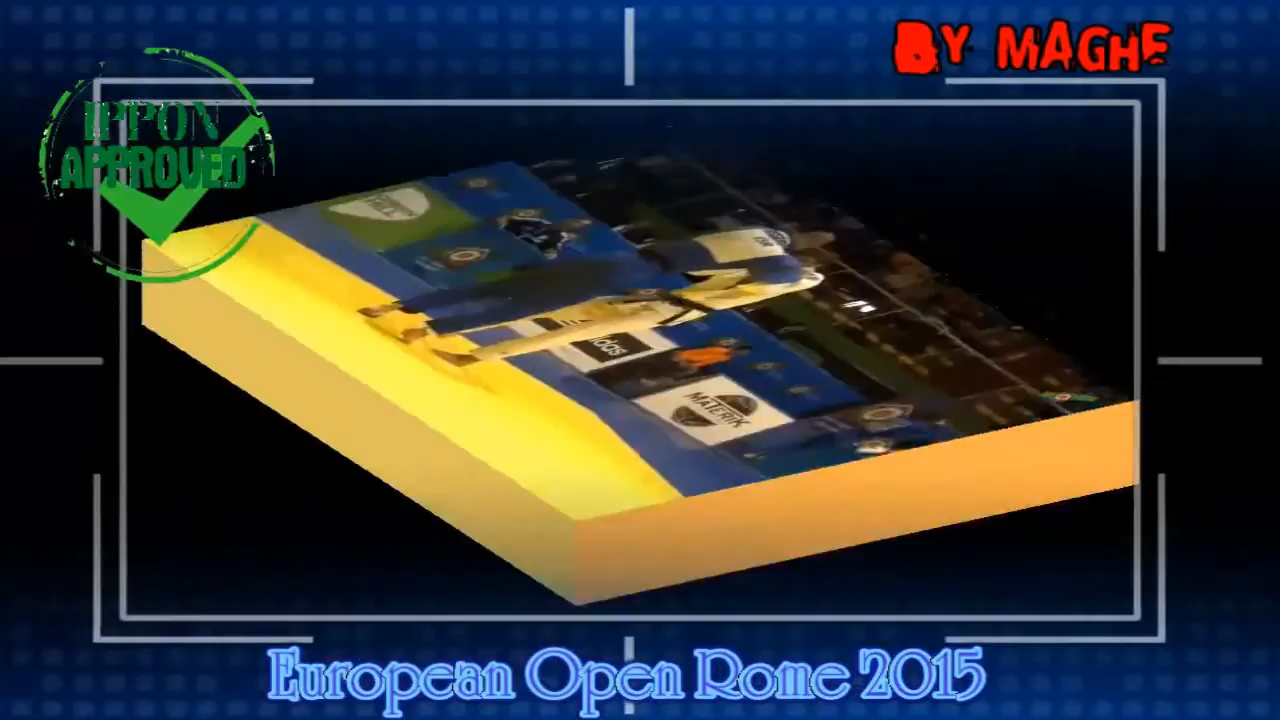 BY MAGHE
IPPON
APPROVED
MATERIK
European Open Rome 2015